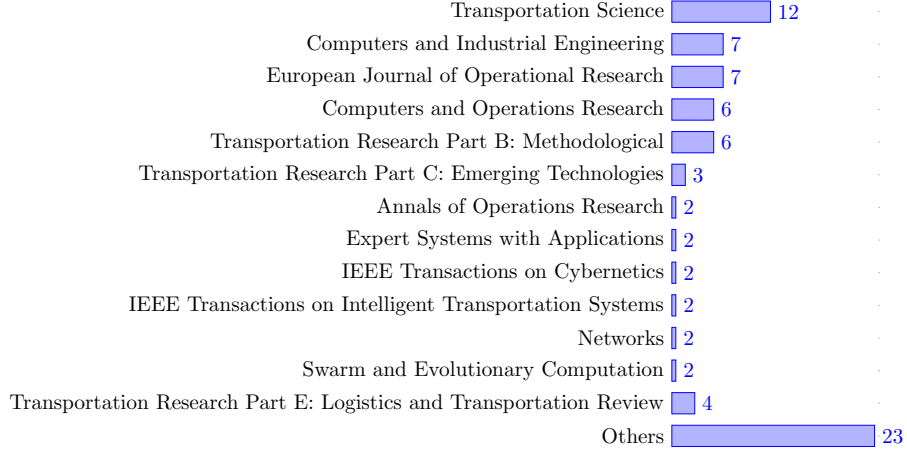 Transportation Science 12
Computers and Industrial Engineering 7
European Journal of Operational Research 7
Computers and Operations Research 6
Transportation Research Part B: Methodological 6
Transportation Research Part C: Emerging Technologies 3
Annals of Operations Research 2
Expert Systems with Applications 2
IEEE Transactions on Cybernetics 2
IEEE Transactions on Intelligent Transportation Systems 2
Networks 2
Swarm and Evolutionary Computation 2
Transportation Research Part E: Logistics and Transportation Review 4
Others 23